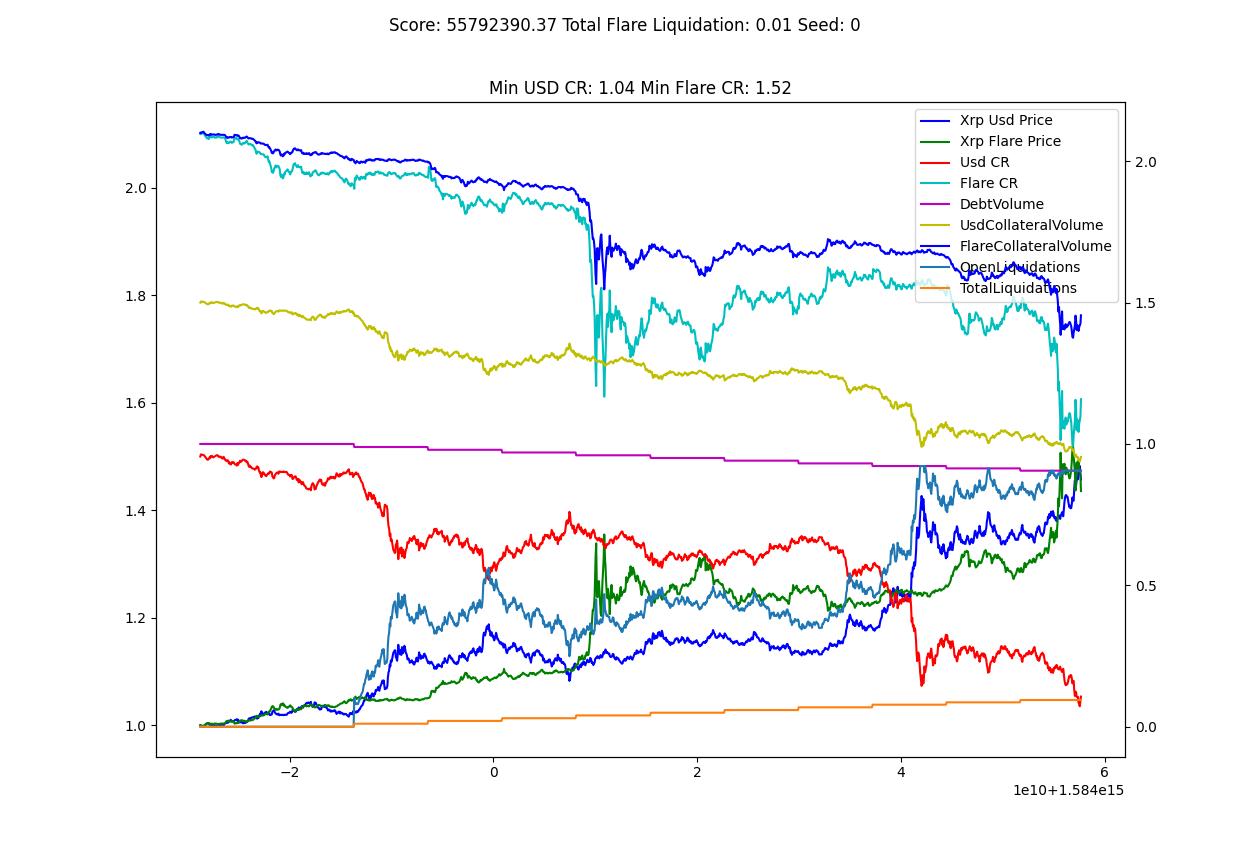 Score: 55792390.37 Total Flare Liquidation: 0.01 Seed: 0
Min USD CR: 1.04 Min Flare CR: 1.52
Xrp Usd Price
Xrp Flare Price
Usd CR
Flare CR
DebtVolume
UsdCollateralVolume
FlareCollateralVolume
OpenLiquidations
TotalLiquidations
2.0
1.8
1.6
1.4
1.2
1.0
2.0
1.5
1.0
0.5
0.0
−2
0
2
4
6
1e10+1.584e15